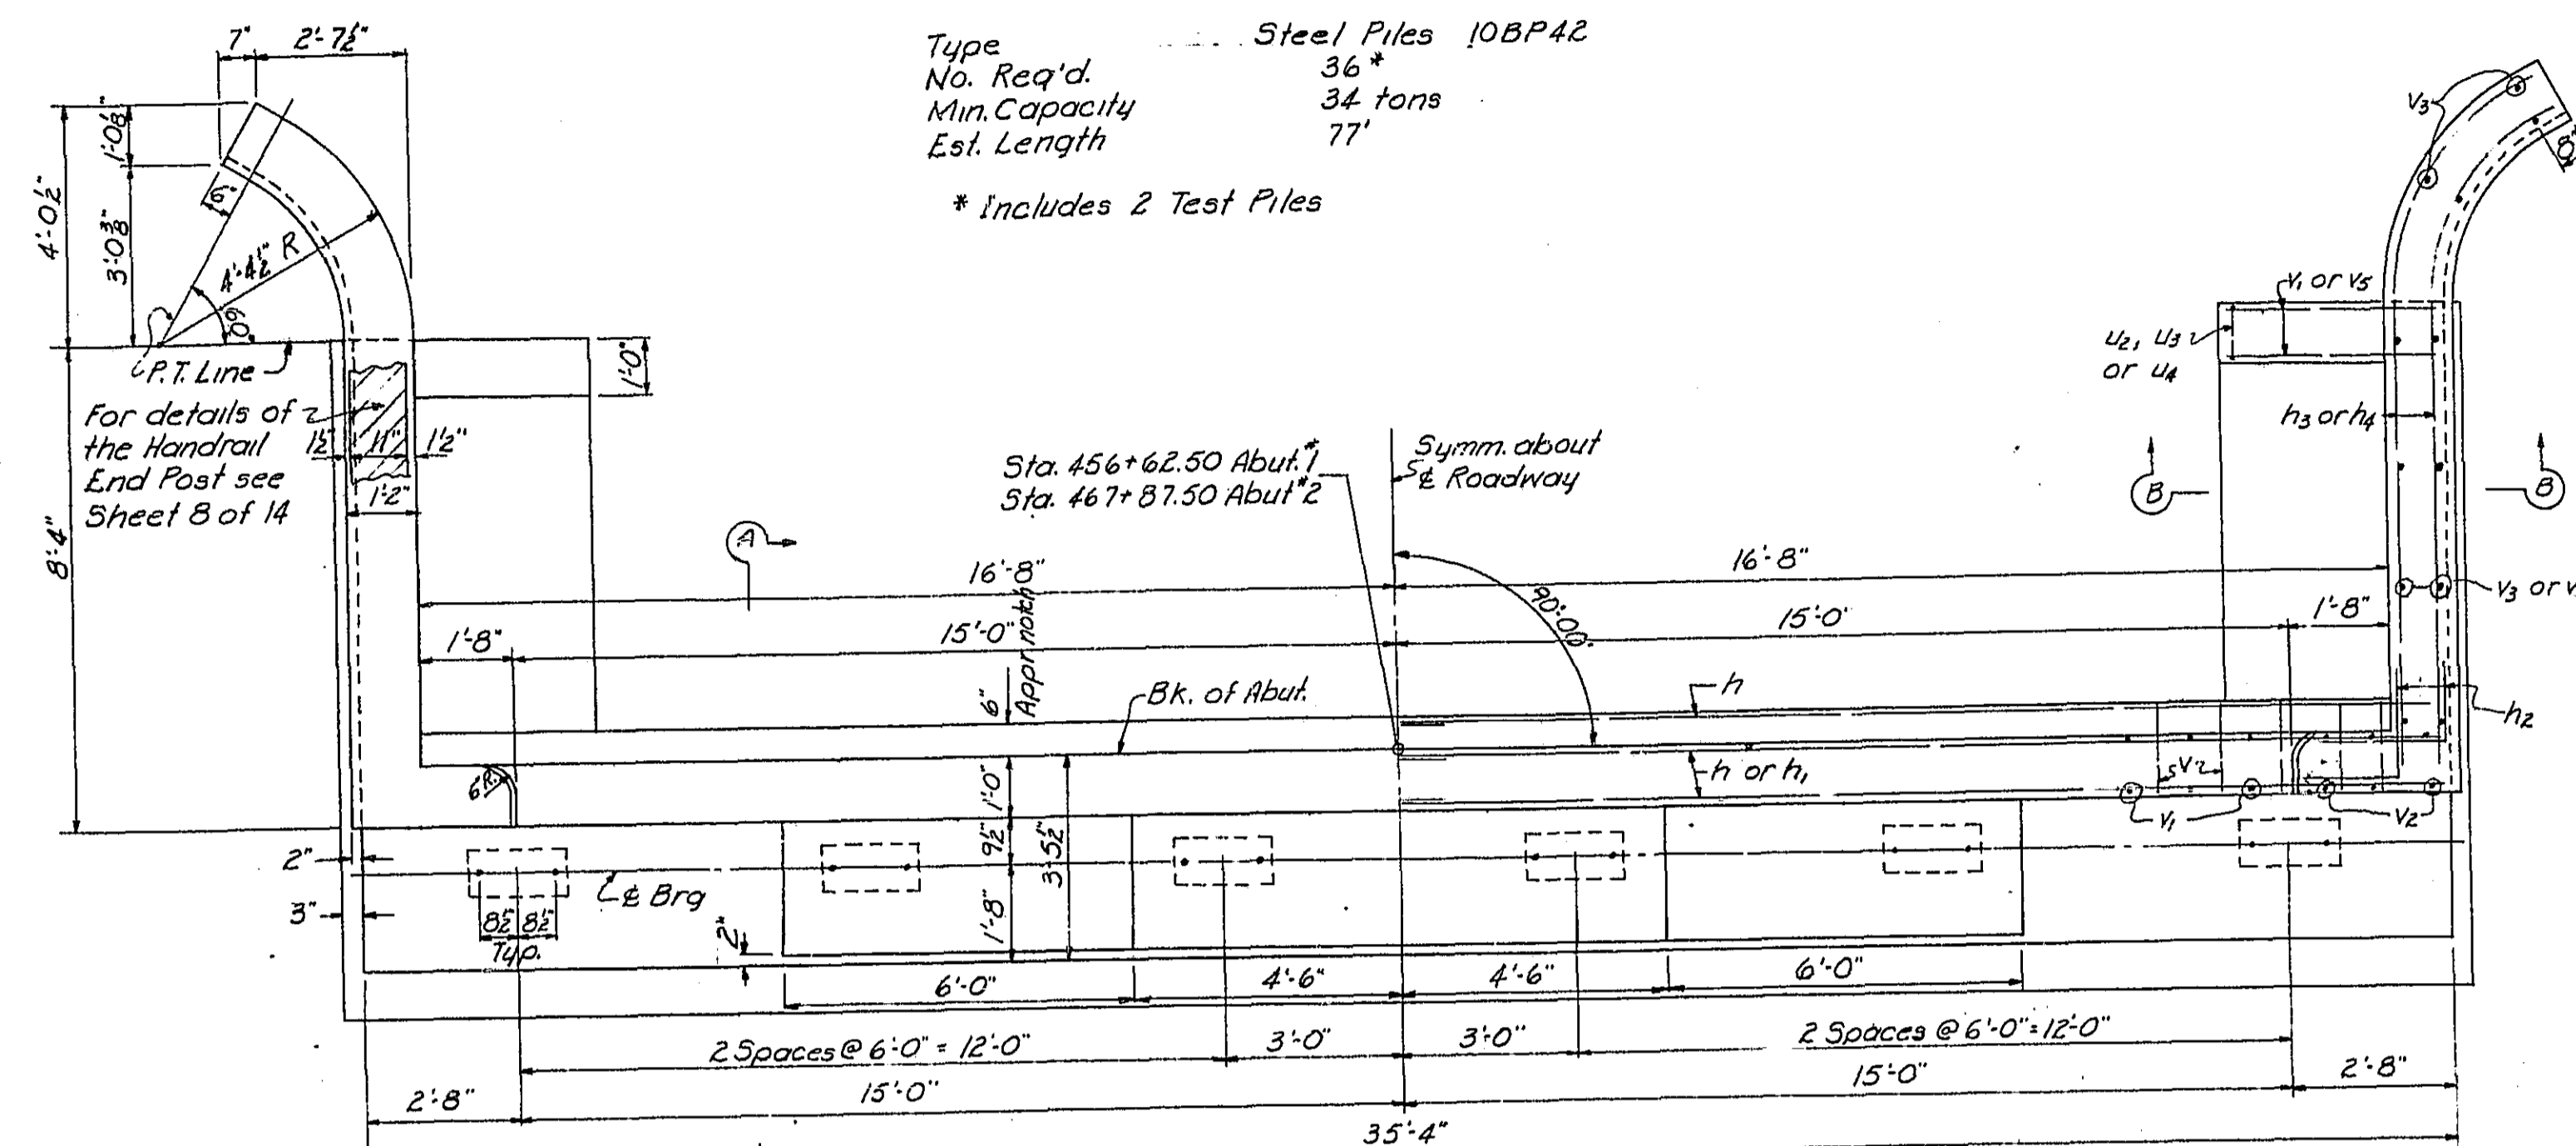 Type Steel Piles 10BP42
No. Req'd. 36*
Min. Capacity 34 tons
Est. Length 77'
* Includes 2 Test Piles
7"
2'-7½"
4'-0½"
1'-0⅛"
3'-0⅜"
6"
4'-4½" R
60°
P.T. Line
For details of
the Handrail
End Post see
Sheet 8 of 14
1½"
11"
1½"
1'-2"
1'-0"
8'-4"
V3
8"
V1 or V5
u2, u3
or u4
h3 or h4
B
B
Sta. 456+62.50 Abut. #1
Sta. 467+87.50 Abut #2
Symm. about
℄ Roadway
A
16'-8"
16'-8"
90°-00'
V3 or V
1'-8"
15'-0"
15'-0"
1'-8"
6"
Appr. notch
Bk. of Abut.
h
h2
h or h1
V
6"R.
1'-0"
9½"
3'-5½"
1'-8"
V1
V2
2"
3"
℄ Brg
8½"
8½"
Typ.
2"
6'-0"
4'-6"
4'-6"
6'-0"
2 Spaces @ 6'-0" = 12'-0"
3'-0"
3'-0"
2 Spaces @ 6'-0" = 12'-0"
2'-8"
15'-0"
15'-0"
2'-8"
35'-4"